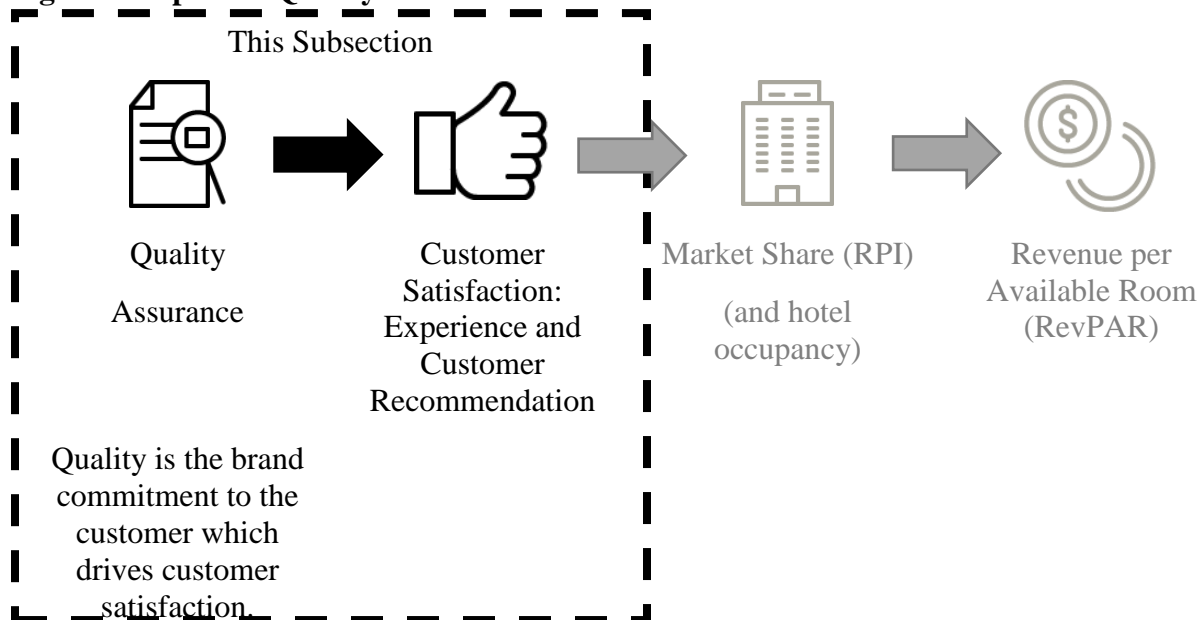 This Subsection
$
Quality
Assurance
Customer
Satisfaction:
Experience and
Customer
Recommendation
Market Share (RPI)
(and hotel
occupancy)
Revenue per
Available Room
(RevPAR)
Quality is the brand
commitment to the
customer which
drives customer
satisfaction.